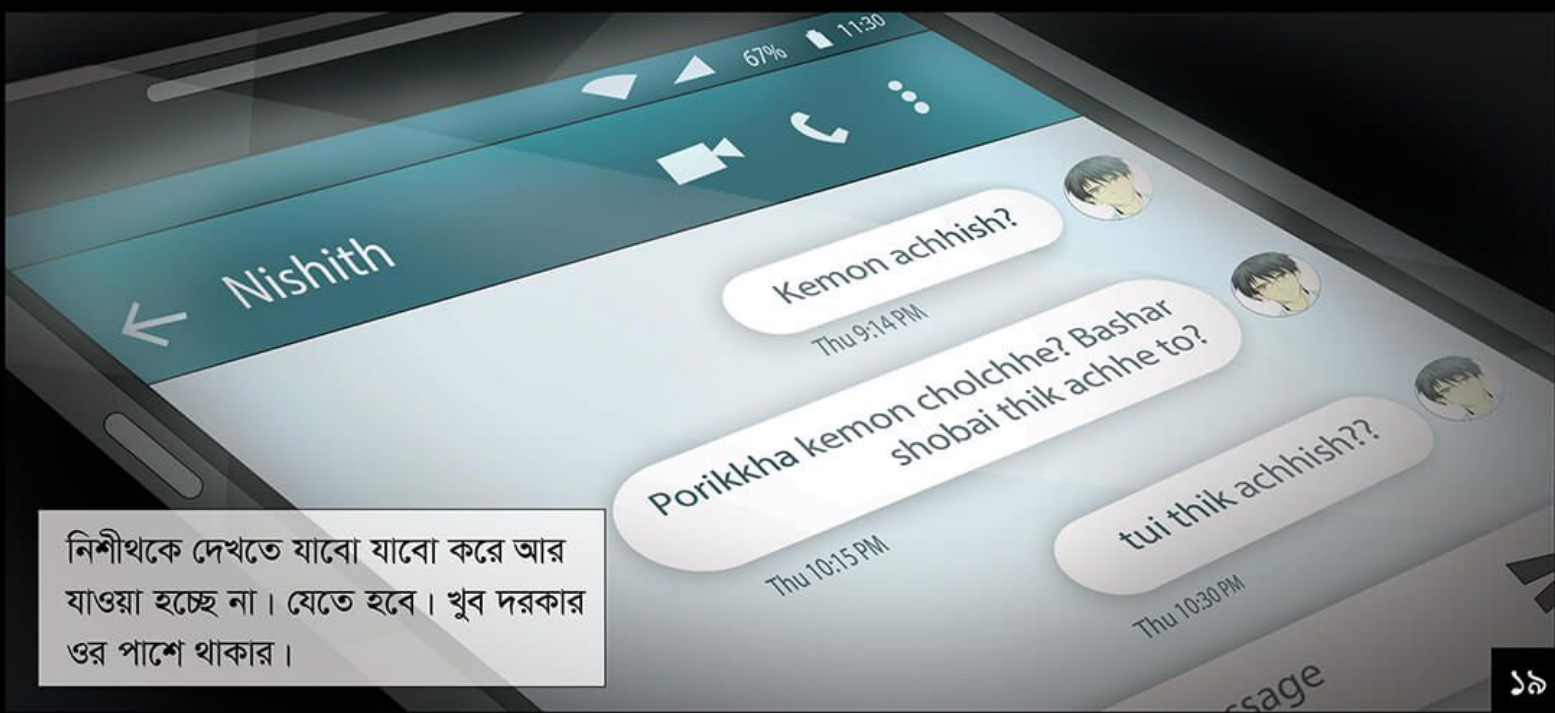 67% 11:30
Nishith
Kemon achhish?
Thu 9:14 PM
Porikkha kemon cholchhe? Bashar
shobai thik achhe to?
Thu 10:15 PM
tui thik achhish??
Thu 10:30 PM
নিশীথকে দেখতে যাবো যাবো করে আর
যাওয়া হচ্ছে না। যেতে হবে। খুব দরকার
ওর পাশে থাকার।
ssage
১৯